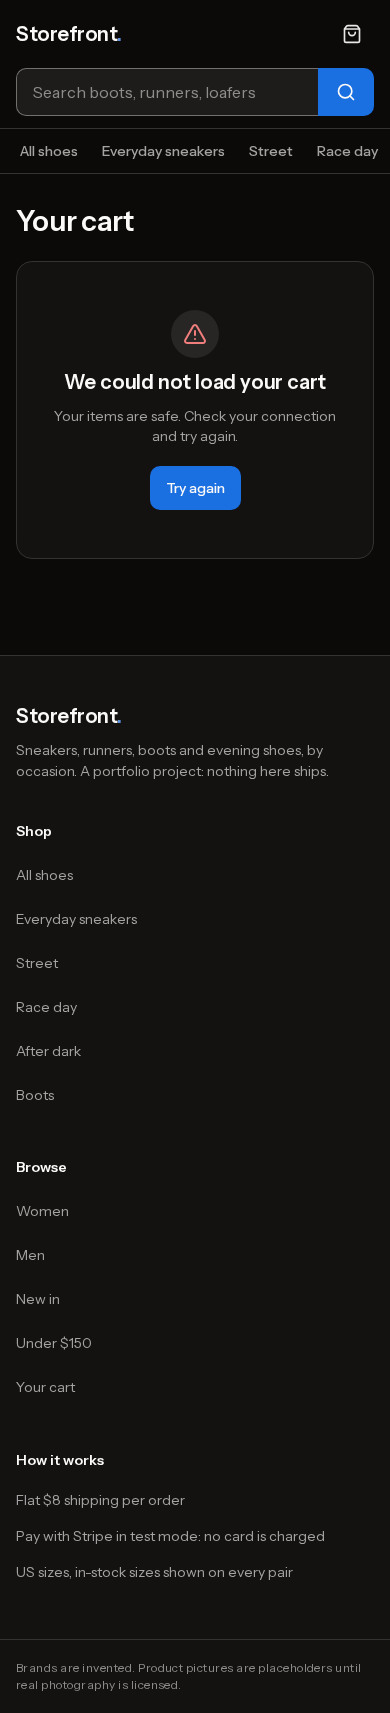 Storefront.
Search boots, runners, loafers
All shoes Everyday sneakers Street Race day
Your cart
We could not load your cart
Your items are safe. Check your connection
and try again.
Try again
Storefront.
Sneakers, runners, boots and evening shoes, by
occasion. A portfolio project: nothing here ships.
Shop
All shoes
Everyday sneakers
Street
Race day
After dark
Boots
Browse
Women
Men
New in
Under $150
Your cart
How it works
Flat $8 shipping per order
Pay with Stripe in test mode: no card is charged
US sizes, in-stock sizes shown on every pair
Brands are invented. Product pictures are placeholders until
real photography is licensed.